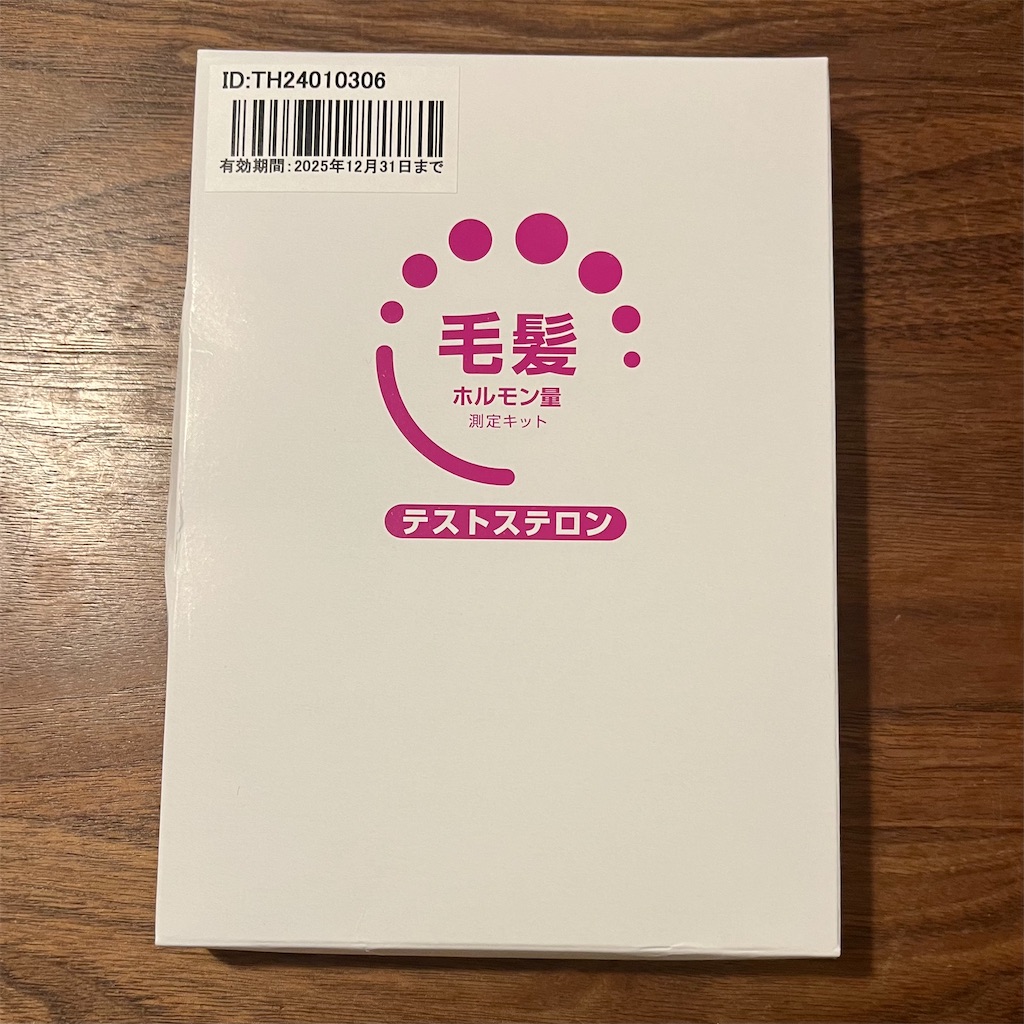 ID:TH24010306
有効期間:2025年12月31日まで
毛髪
ホルモン量
測定キット
テストステロン